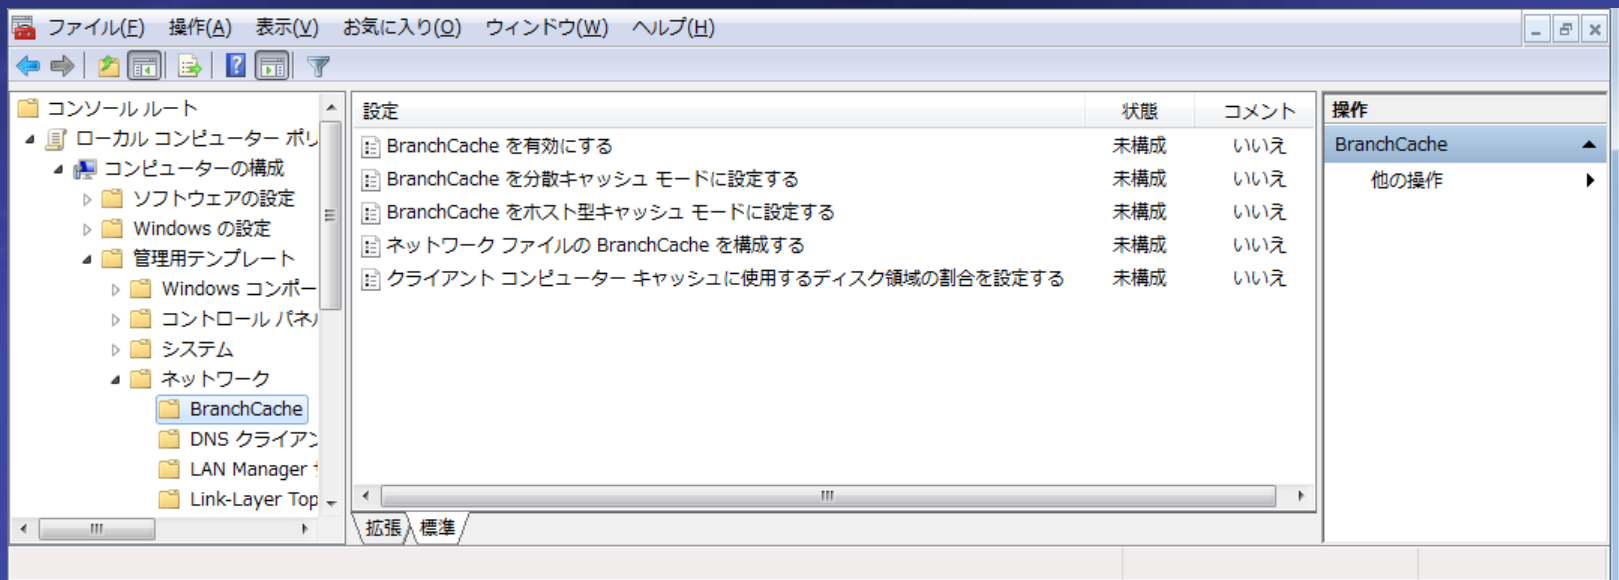 ファイル(F) 操作(A) 表示(V) お気に入り(O) ウィンドウ(W) ヘルプ(H)
コンソール ルート
ローカル コンピューター ポリ
コンピューターの構成
ソフトウェアの設定
Windows の設定
管理用テンプレート
Windows コンポー
コントロール パネル
システム
ネットワーク
BranchCache
DNS クライアン
LAN Manager サ
Link-Layer Top
設定 状態 コメント
BranchCache を有効にする 未構成 いいえ
BranchCache を分散キャッシュ モードに設定する 未構成 いいえ
BranchCache をホスト型キャッシュ モードに設定する 未構成 いいえ
ネットワーク ファイルの BranchCache を構成する 未構成 いいえ
クライアント コンピューター キャッシュに使用するディスク領域の割合を設定する 未構成 いいえ
拡張 標準
操作
BranchCache
他の操作